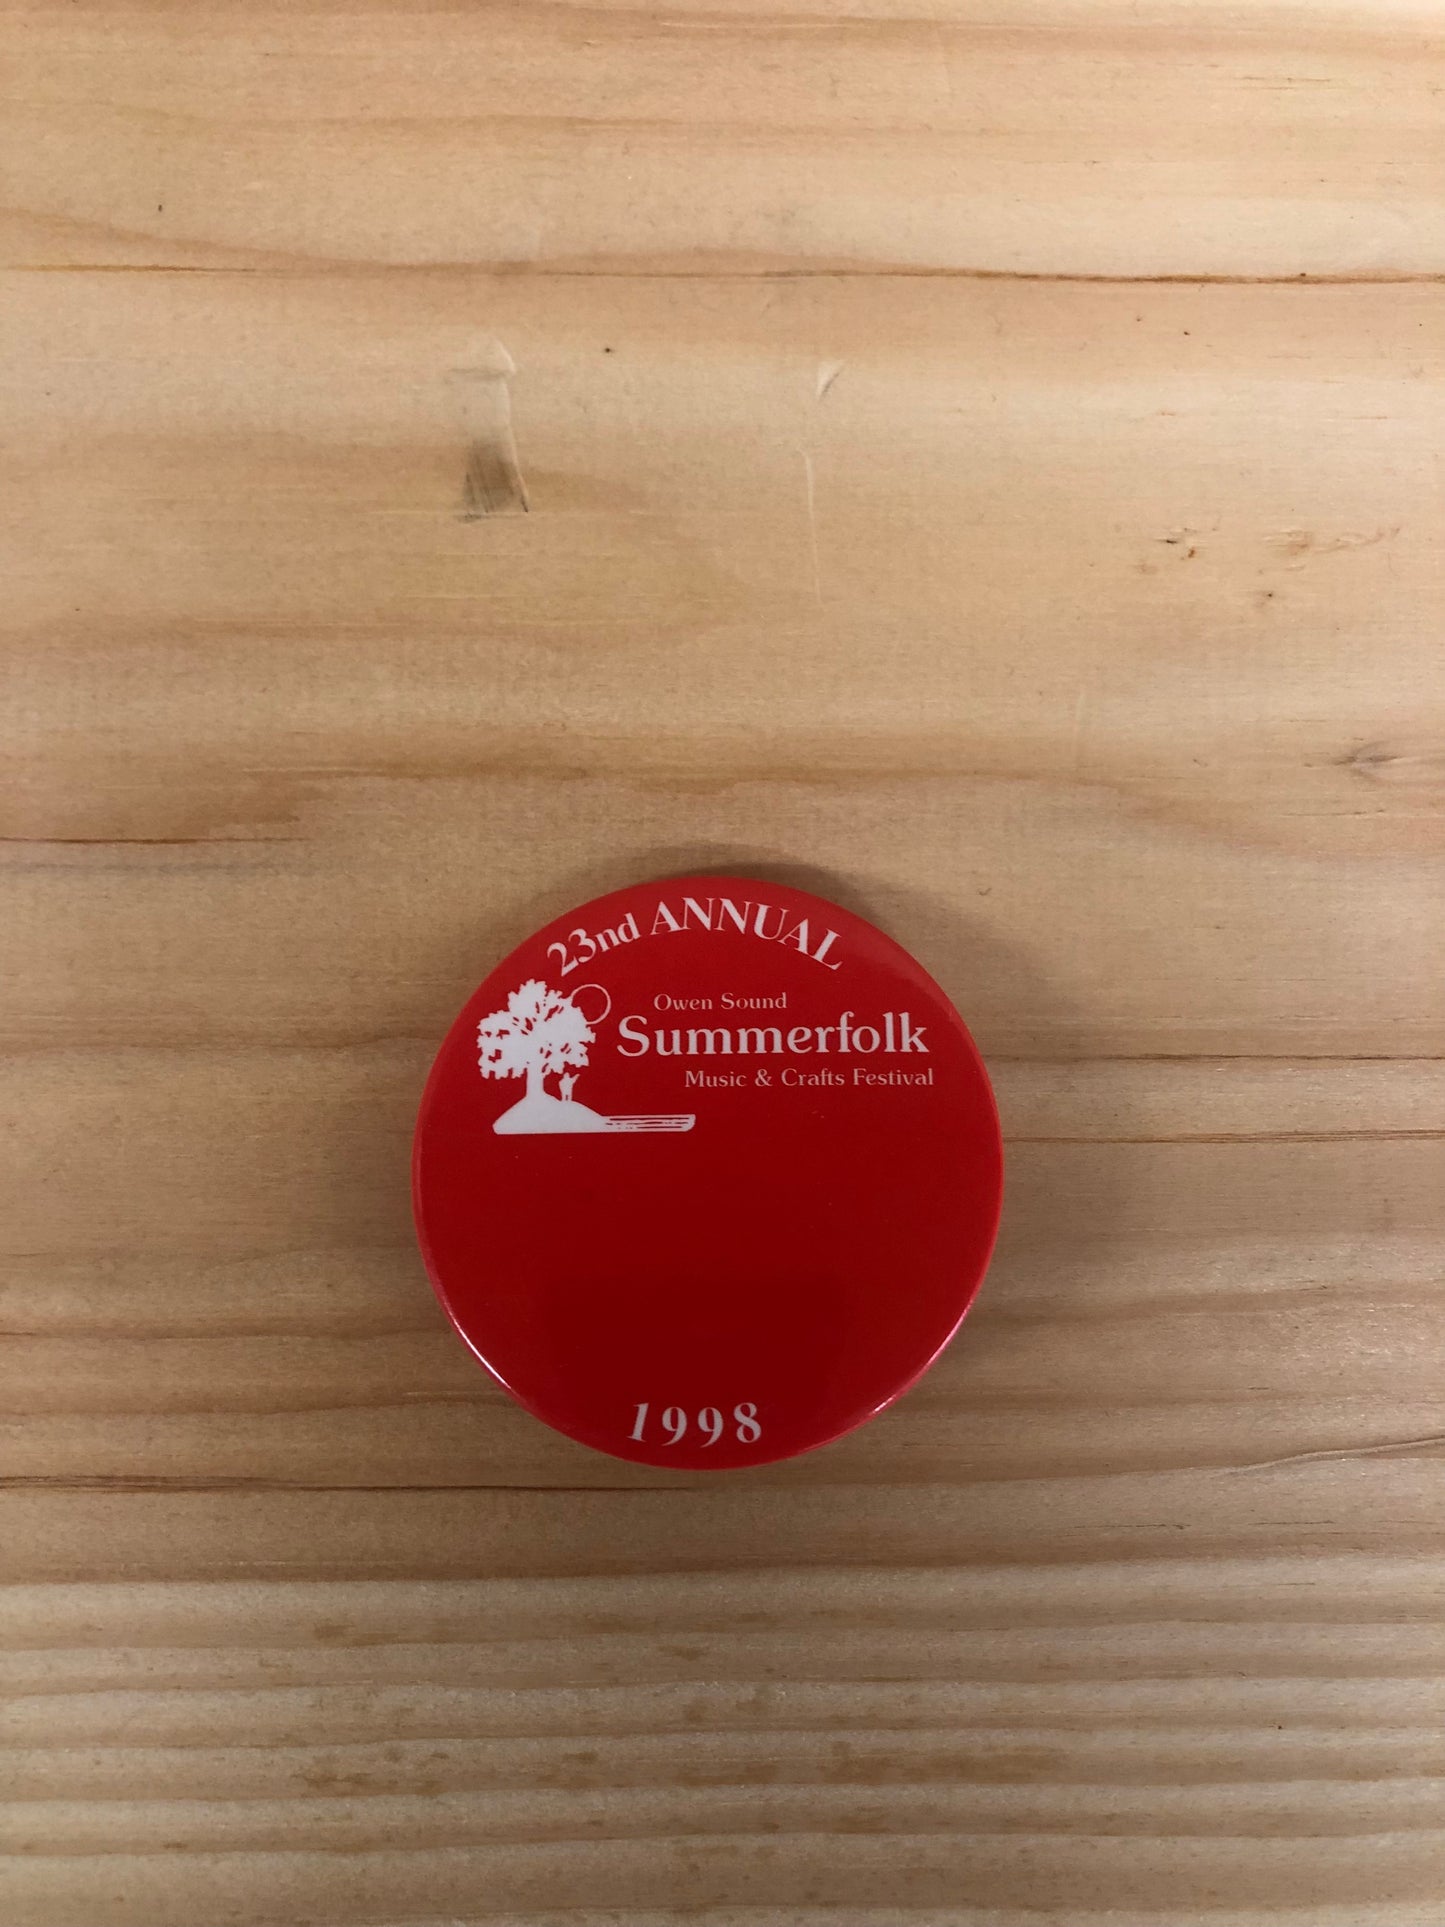 23nd ANNUAL
Owen Sound
Summerfolk
Music & Crafts Festival
1998